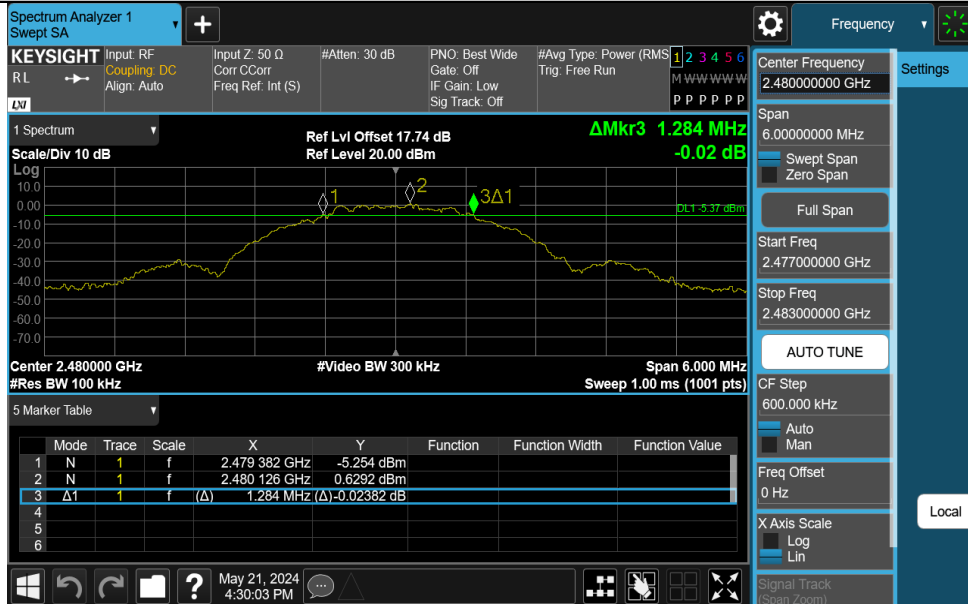 Spectrum Analyzer 1
Swept SA
+
Frequency
KEYSIGHT
R L
LXI
Input: RF
Coupling: DC
Align: Auto
Input Z: 50 Ω
Corr CCorr
Freq Ref: Int (S)
#Atten: 30 dB
PNO: Best Wide
Gate: Off
IF Gain: Low
Sig Track: Off
#Avg Type: Power (RMS
Trig: Free Run
1 2 3 4 5 6
M W W W W W
P P P P P P
1 Spectrum
Scale/Div 10 dB
Ref Lvl Offset 17.74 dB
Ref Level 20.00 dBm
ΔMkr3 1.284 MHz
-0.02 dB
Log
10.0
0.00
-10.0
-20.0
-30.0
-40.0
-50.0
-60.0
-70.0
1
2
3Δ1
DL1 -5.37 dBm
Center 2.480000 GHz
#Video BW 300 kHz
Span 6.000 MHz
#Res BW 100 kHz
Sweep 1.00 ms (1001 pts)
5 Marker Table
Mode Trace Scale X Y Function Function Width Function Value
1 N 1 f 2.479 382 GHz -5.254 dBm
2 N 1 f 2.480 126 GHz 0.6292 dBm
3 Δ1 1 f (Δ) 1.284 MHz (Δ) -0.02382 dB
4
5
6
?
May 21, 2024
4:30:03 PM
Center Frequency
2.480000000 GHz
Span
6.00000000 MHz
Swept Span
Zero Span
Full Span
Start Freq
2.477000000 GHz
Stop Freq
2.483000000 GHz
AUTO TUNE
CF Step
600.000 kHz
Auto
Man
Freq Offset
0 Hz
X Axis Scale
Log
Lin
Signal Track
(Span Zoom)
Settings
Local